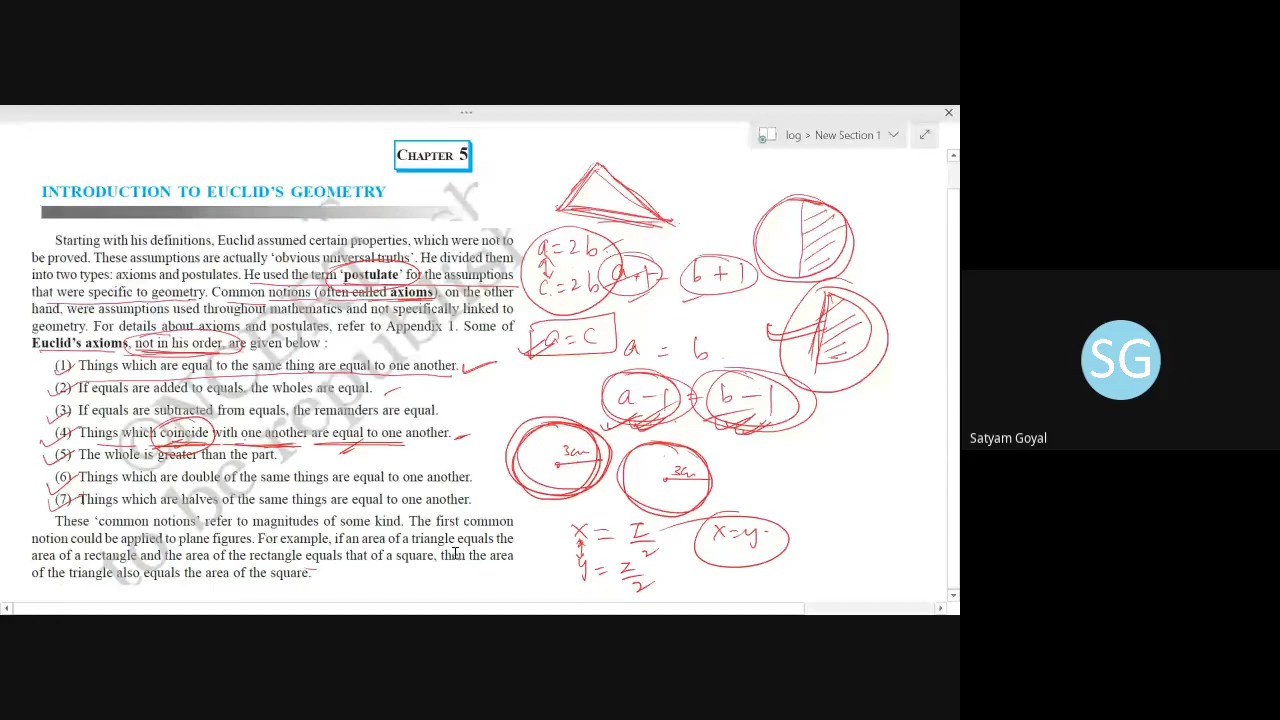 log > New Section 1
CHAPTER 5
INTRODUCTION TO EUCLID'S GEOMETRY
Starting with his definitions, Euclid assumed certain properties, which were not to
be proved. These assumptions are actually 'obvious universal truths'. He divided them
into two types: axioms and postulates. He used the term 'postulate' for the assumptions
that were specific to geometry. Common notions (often called axioms), on the other
hand, were assumptions used throughout mathematics and not specifically linked to
geometry. For details about axioms and postulates, refer to Appendix 1. Some of
Euclid's axioms, not in his order, are given below :
(1) Things which are equal to the same thing are equal to one another.
(2) If equals are added to equals, the wholes are equal.
(3) If equals are subtracted from equals, the remainders are equal.
(4) Things which coincide with one another are equal to one another.
(5) The whole is greater than the part.
(6) Things which are double of the same things are equal to one another.
(7) Things which are halves of the same things are equal to one another.
These 'common notions' refer to magnitudes of some kind. The first common
notion could be applied to plane figures. For example, if an area of a triangle equals the
area of a rectangle and the area of the rectangle equals that of a square, then the area
of the triangle also equals the area of the square.
©NCERT
to be republish
a = 2b
c = 2b
a+1 = b + 1
a = c
a = b
a - 1 = b - 1
3cm
3cm
x = z/2
y = z/2
x = y
SG
Satyam Goyal